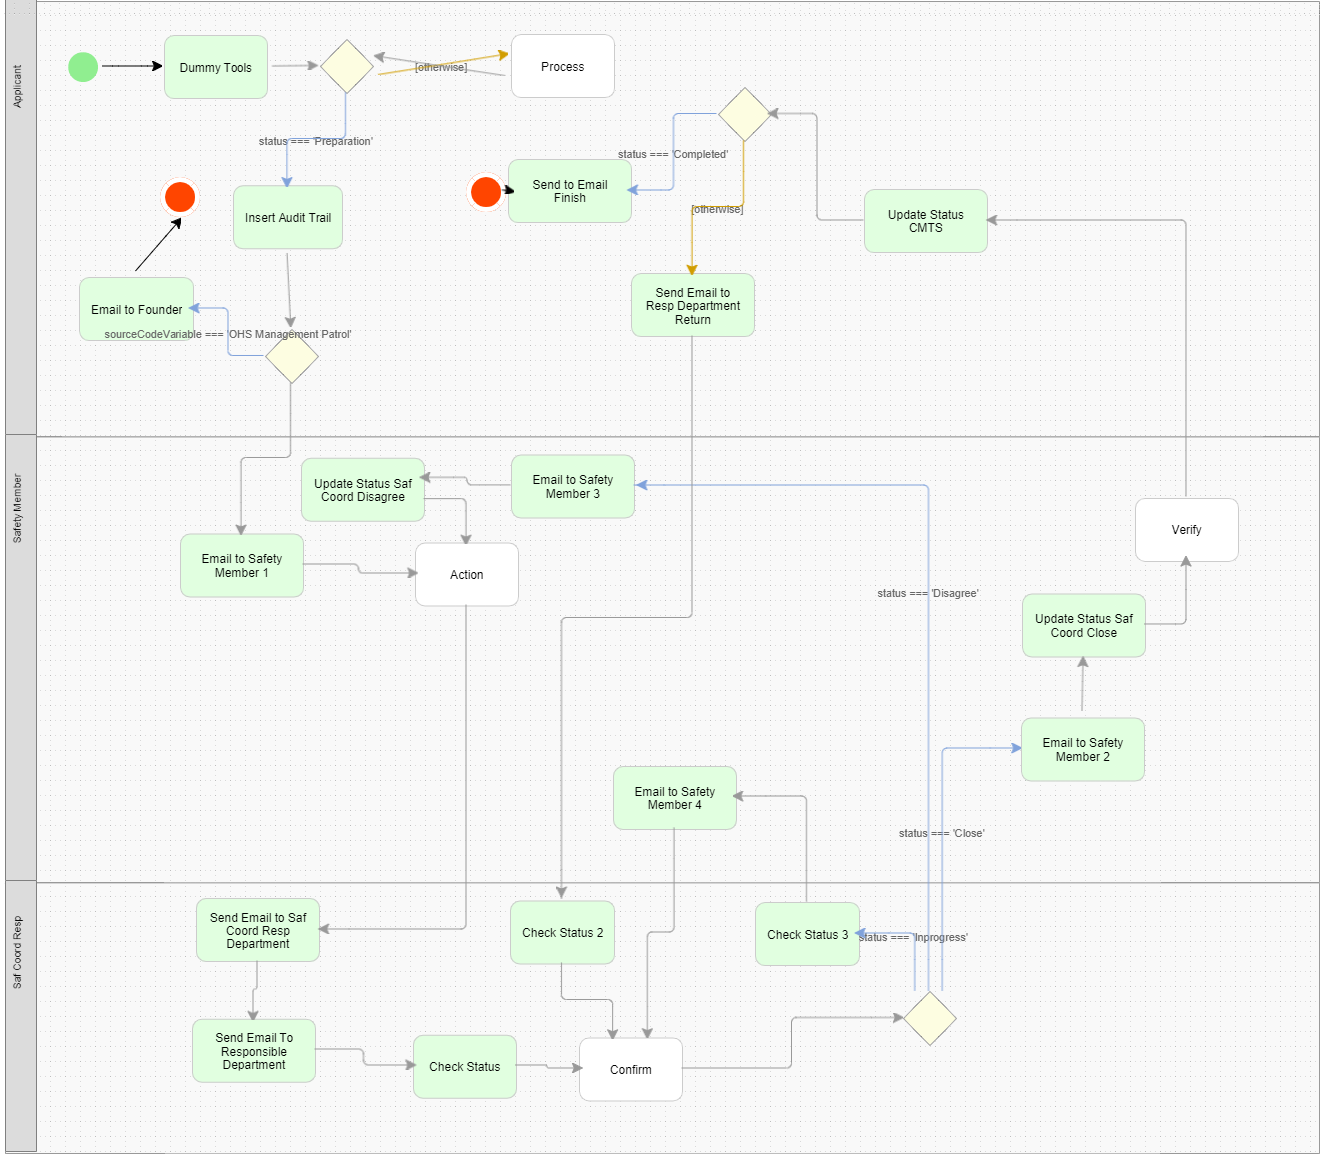 Applicant
Dummy Tools
[otherwise]
Process
status === 'Preparation'
status === 'Completed'
Send to Email
Finish
Insert Audit Trail
[otherwise]
Update Status
CMTS
Email to Founder
sourceCodeVariable === 'OHS Management Patrol'
Send Email to
Resp Department
Return
Safety Member
Update Status Saf
Coord Disagree
Email to Safety
Member 3
Verify
Email to Safety
Member 1
Action
status === 'Disagree'
Update Status Saf
Coord Close
Email to Safety
Member 2
Email to Safety
Member 4
status === 'Close'
Saf Coord Resp
Send Email to Saf
Coord Resp
Department
Check Status 2
Check Status 3
status === 'Inprogress'
Send Email To
Responsible
Department
Check Status
Confirm